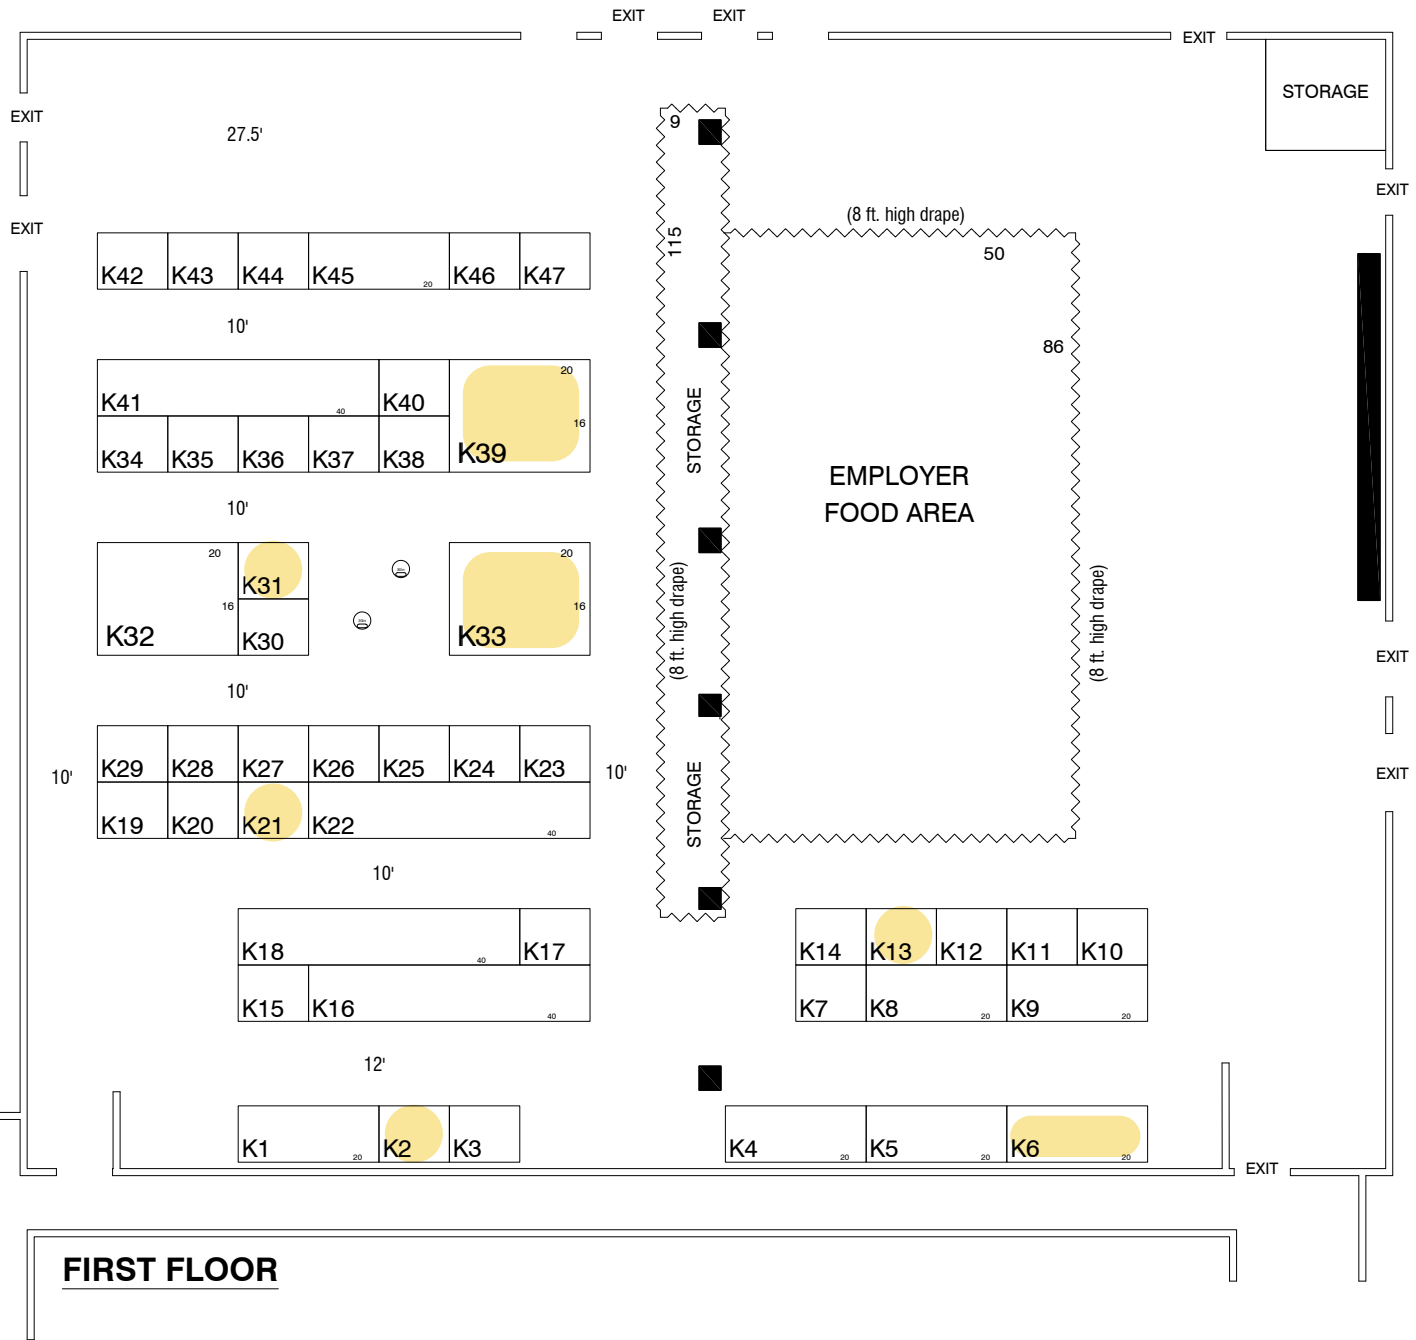 EXIT
EXIT
EXIT
STORAGE
EXIT
9
27.5'
EXIT
(8 ft. high drape)
EXIT
115
50
K42
K43
K44
K45
20
K46
K47
10'
86
K41
40
K40
20
16
K34
K35
K36
K37
K38
K39
STORAGE
EMPLOYER
FOOD AREA
10'
20
K31
20
16
16
K32
K30
K33
(8 ft. high drape)
(8 ft. high drape)
EXIT
10'
K29
K28
K27
K26
K25
K24
K23
10'
10'
EXIT
K19
K20
K21
K22
40
STORAGE
10'
K18
40
K17
K14
K13
K12
K11
K10
K15
K16
40
K7
K8
20
K9
20
12'
K1
20
K2
K3
K4
20
K5
20
K6
20
EXIT
FIRST FLOOR